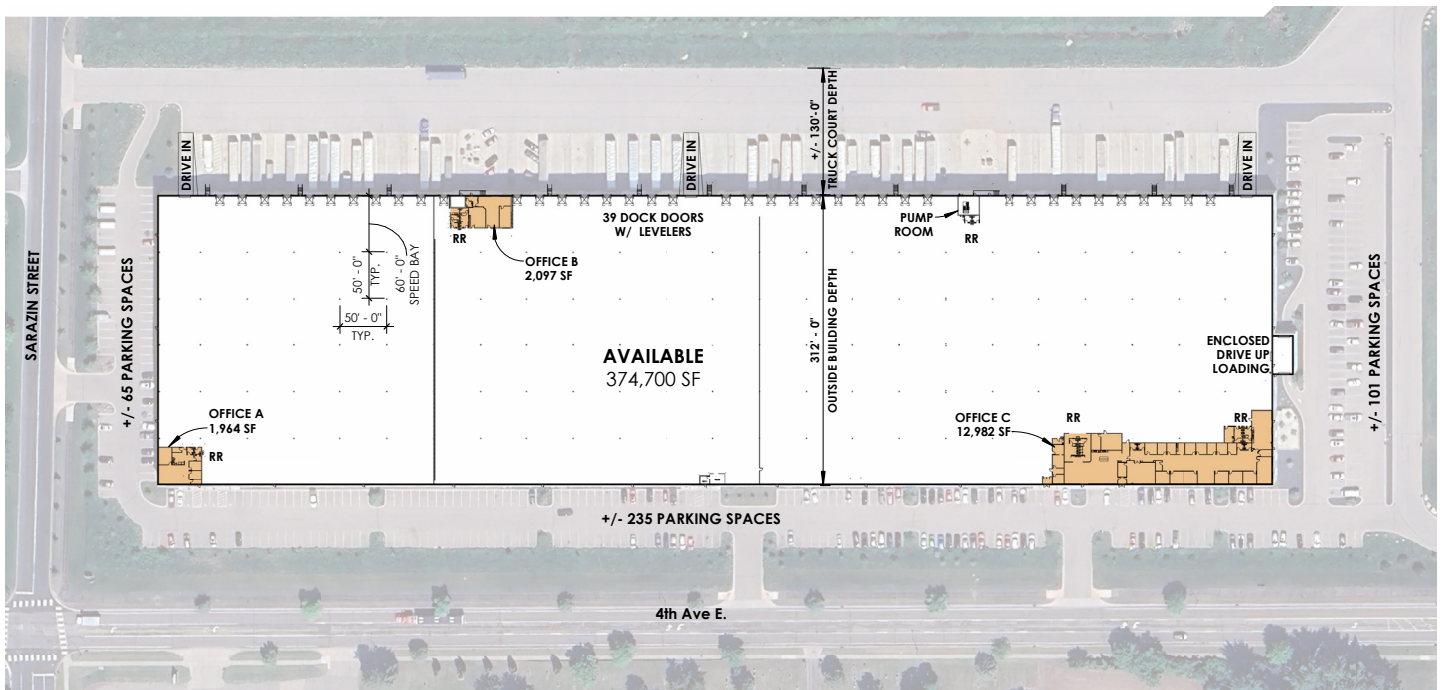 +/- 130'-0"
TRUCK COURT DEPTH
DRIVE IN
DRIVE IN
DRIVE IN
39 DOCK DOORS
W/ LEVELERS
PUMP
ROOM
RR
RR
OFFICE B
2,097 SF
50' - 0"
TYP.
60' - 0"
SPEED BAY
50' - 0"
TYP.
SARAZIN STREET
+/- 65 PARKING SPACES
AVAILABLE
374,700 SF
312' - 0"
OUTSIDE BUILDING DEPTH
ENCLOSED
DRIVE UP
LOADING
+/- 101 PARKING SPACES
OFFICE A
1,964 SF
RR
OFFICE C
12,982 SF
RR
RR
+/- 235 PARKING SPACES
4th Ave E.